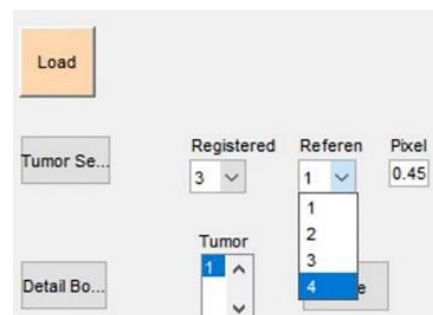 Load
Tumor Se...
Registered Referen Pixel
3 1 0.45
1
2
3
4
Tumor
1
Detail Bo...